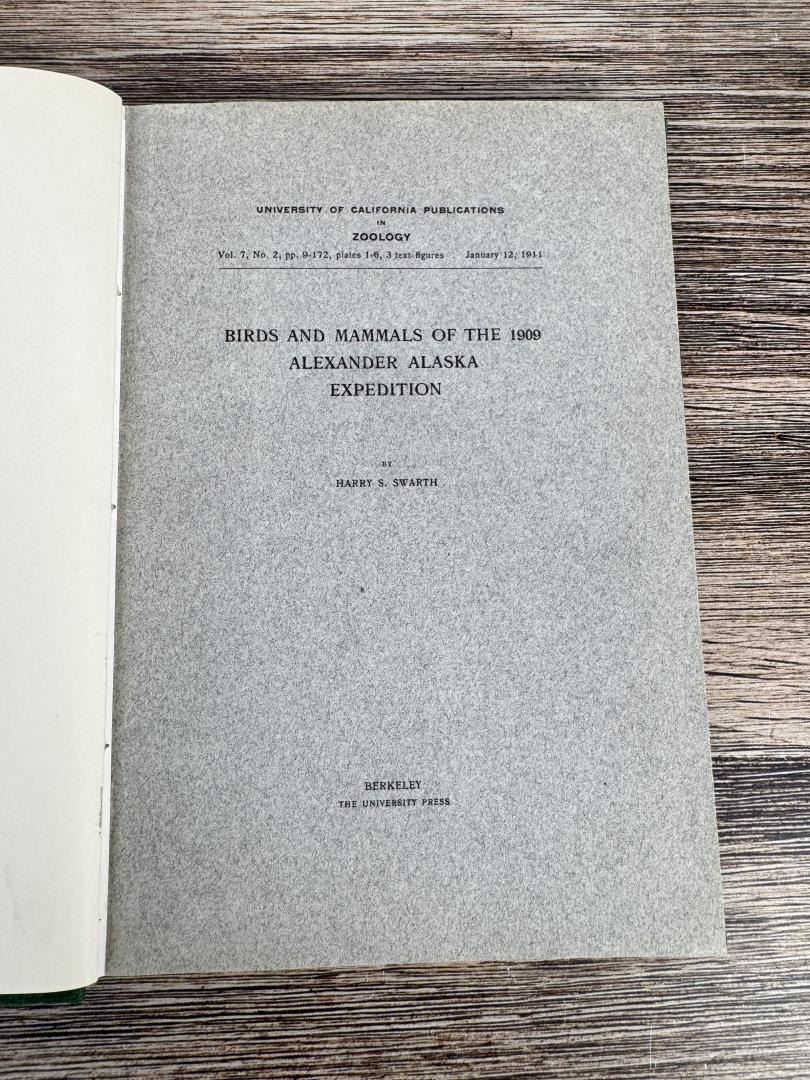 UNIVERSITY OF CALIFORNIA PUBLICATIONS
IN
ZOOLOGY
Vol. 7, No. 2, pp. 9-172, plates 1-6, 3 text-figures January 12, 1911
BIRDS AND MAMMALS OF THE 1909
ALEXANDER ALASKA
EXPEDITION
BY
HARRY S. SWARTH
BERKELEY
THE UNIVERSITY PRESS